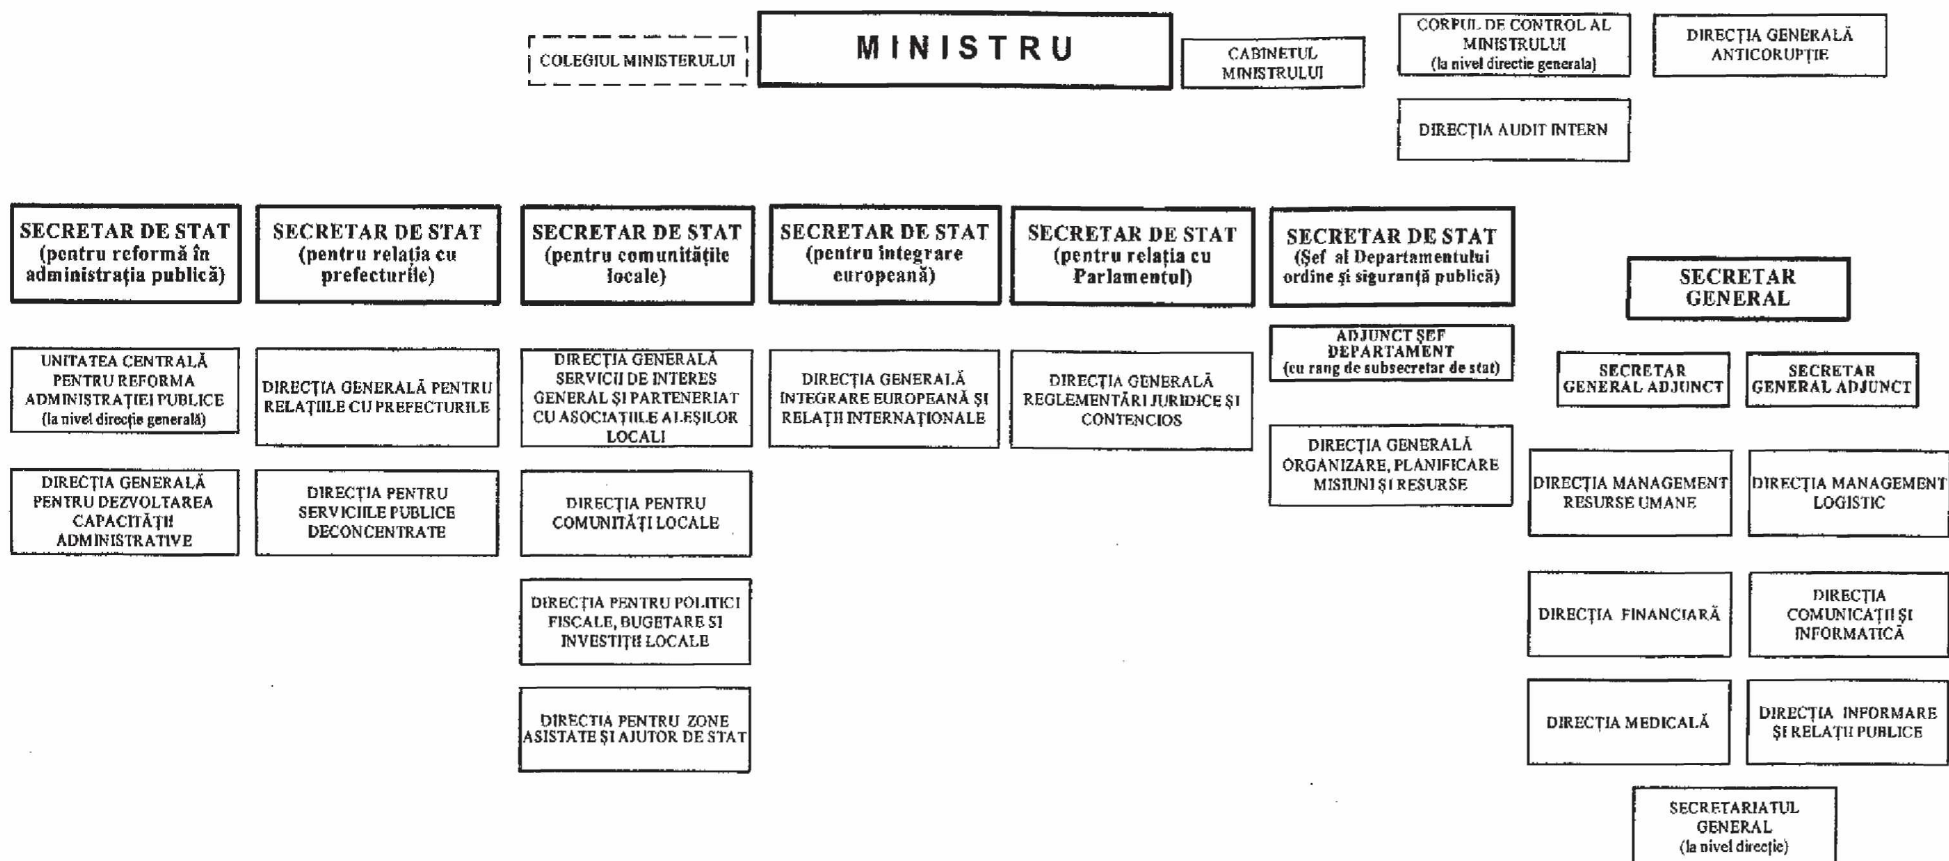 COLEGIUL MINISTERULUI
MINISTRU
CABINETUL
MINISTRULUI
CORPUL DE CONTROL AL
MINISTRULUI
(la nivel directie generala)
DIRECȚIA GENERALĂ
ANTICORUPȚIE
DIRECȚIA AUDIT INTERN
SECRETAR DE STAT
(pentru reformă în
administrația publică)
SECRETAR DE STAT
(pentru relația cu
prefecturile)
SECRETAR DE STAT
(pentru comunitățile
locale)
SECRETAR DE STAT
(pentru integrare
europeană)
SECRETAR DE STAT
(pentru relația cu
Parlamentul)
SECRETAR DE STAT
(Șef al Departamentului
ordine și siguranță publică)
SECRETAR
GENERAL
UNITATEA CENTRALĂ
PENTRU REFORMA
ADMINISTRAȚIEI PUBLICE
(la nivel direcție generală)
DIRECȚIA GENERALĂ PENTRU
RELAȚIILE CU PREFECTURILE
DIRECȚIA GENERALĂ
SERVICII DE INTERES
GENERAL ȘI PARTENERIAT
CU ASOCIAȚIILE ALEȘILOR
LOCALI
DIRECȚIA GENERALĂ
INTEGRARE EUROPEANĂ ȘI
RELAȚII INTERNAȚIONALE
DIRECȚIA GENERALĂ
REGLEMENTĂRI JURIDICE ȘI
CONTENCIOS
ADJUNCT ȘEF
DEPARTAMENT
(cu rang de subsecretar de stat)
SECRETAR
GENERAL ADJUNCT
SECRETAR
GENERAL ADJUNCT
DIRECȚIA GENERALĂ
PENTRU DEZVOLTAREA
CAPACITĂȚII
ADMINISTRATIVE
DIRECȚIA PENTRU
SERVICIILE PUBLICE
DECONCENTRATE
DIRECȚIA PENTRU
COMUNITĂȚI LOCALE
DIRECȚIA GENERALĂ
ORGANIZARE, PLANIFICARE
MISIUNI ȘI RESURSE
DIRECȚIA MANAGEMENT
RESURSE UMANE
DIRECȚIA MANAGEMENT
LOGISTIC
DIRECȚIA PENTRU POLITICI
FISCALE, BUGETARE SI
INVESTIȚII LOCALE
DIRECȚIA FINANCIARĂ
DIRECȚIA
COMUNICAȚII ȘI
INFORMATICĂ
DIRECTIA PENTRU ZONE
ASISTATE ȘI AJUTOR DE STAT
DIRECȚIA MEDICALĂ
DIRECȚIA INFORMARE
ȘI RELAȚII PUBLICE
SECRETARIATUL
GENERAL
(la nivel direcție)